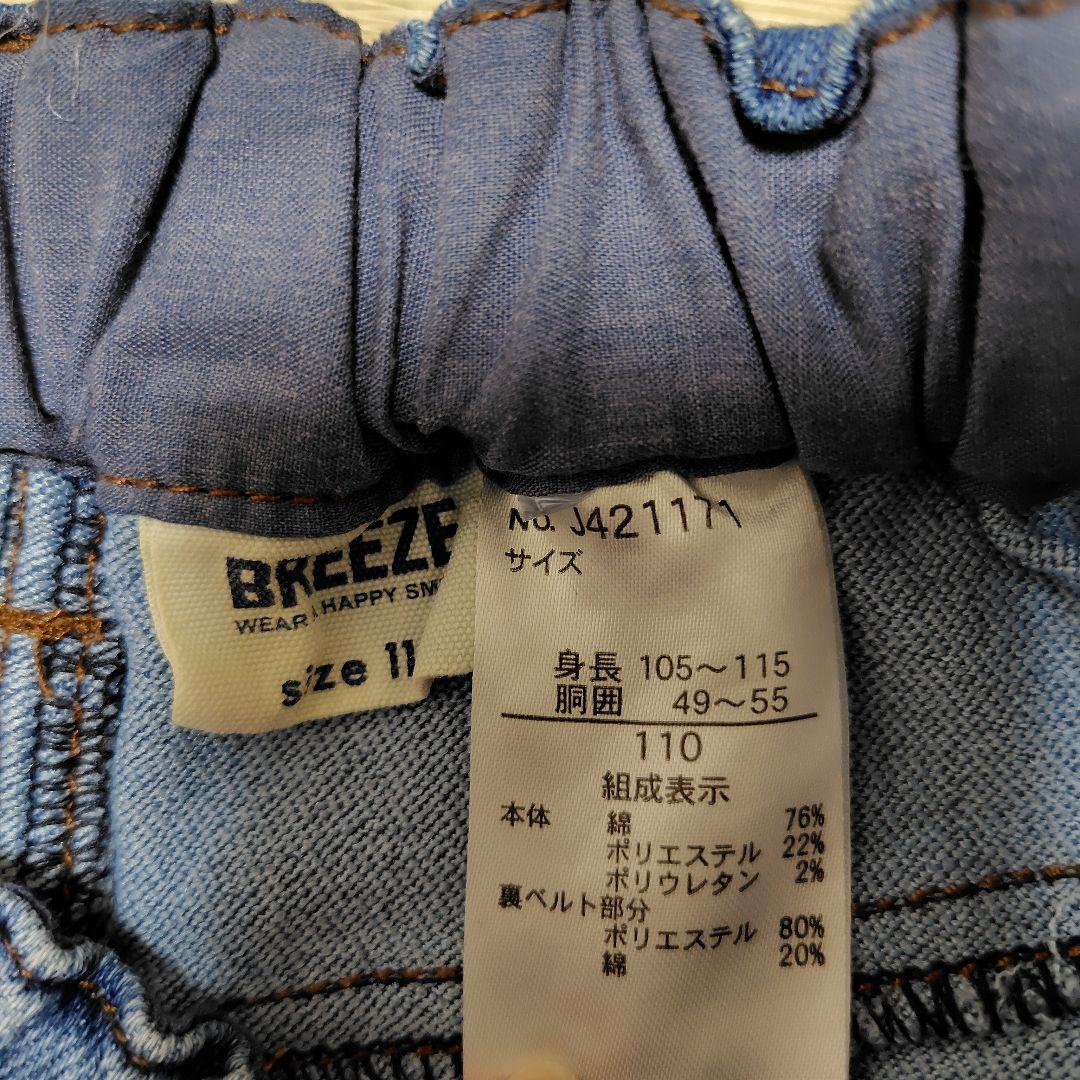 BREEZE
WEAR A HAPPY
size 11
No. J421171
サイズ
身長 105〜115
胴囲 49〜55
110
組成表示
本体 綿 76%
ポリエステル 22%
ポリウレタン 2%
裏ベルト部分
ポリエステル 80%
綿 20%